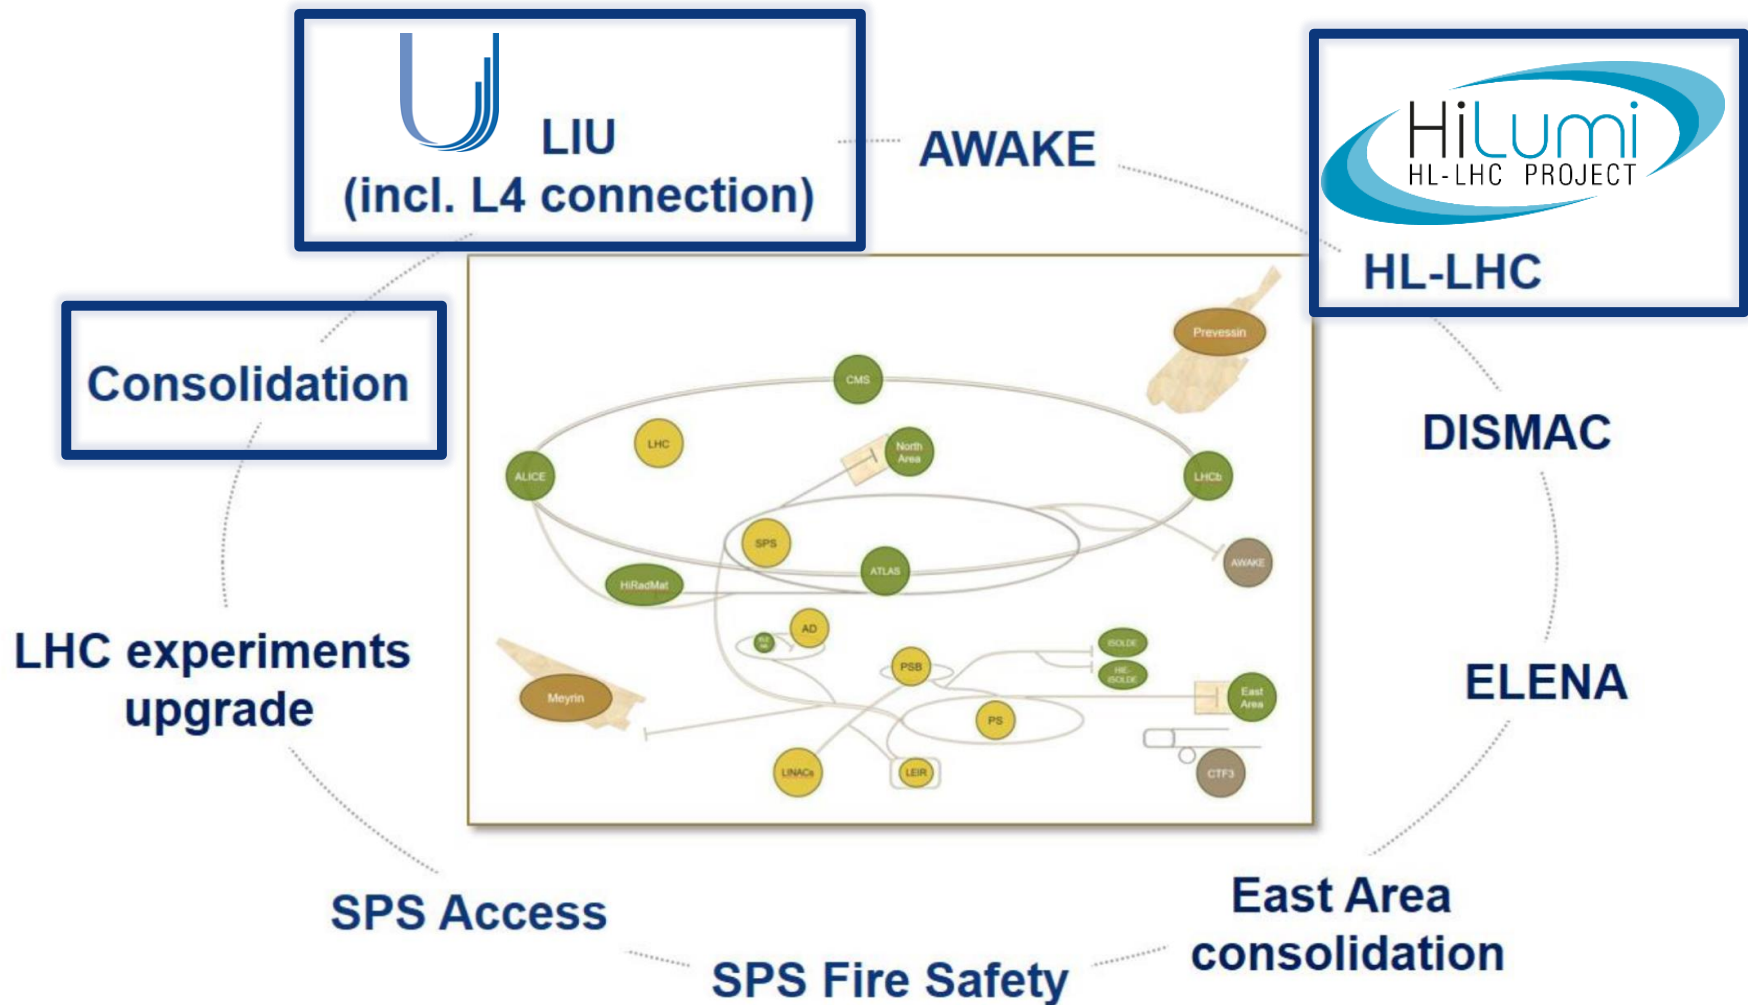 LIU
(incl. L4 connection)
AWAKE
HiLumi
HL-LHC PROJECT
HL-LHC
Consolidation
DISMAC
LHC experiments
upgrade
ELENA
SPS Access
East Area
consolidation
SPS Fire Safety
Prevessin
CMS
LHC
North
Area
ALICE
LHCb
SPS
ATLAS
AWAKE
HiRadMat
AD
ISOLDE
PSB
HIE-
ISOLDE
Meyrin
East
Area
PS
LINACs
LEIR
CTF3